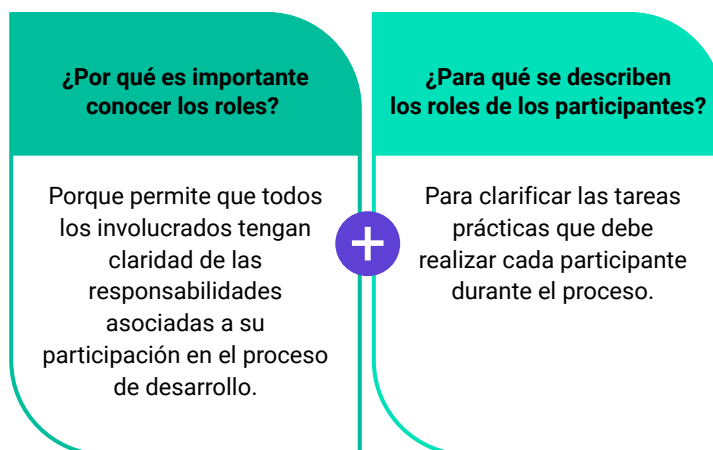 ¿Por qué es importante
conocer los roles?
Porque permite que todos
los involucrados tengan
claridad de las
responsabilidades
asociadas a su
participación en el proceso
de desarrollo.
¿Para qué se describen
los roles de los participantes?
Para clarificar las tareas
prácticas que debe
realizar cada participante
durante el proceso.